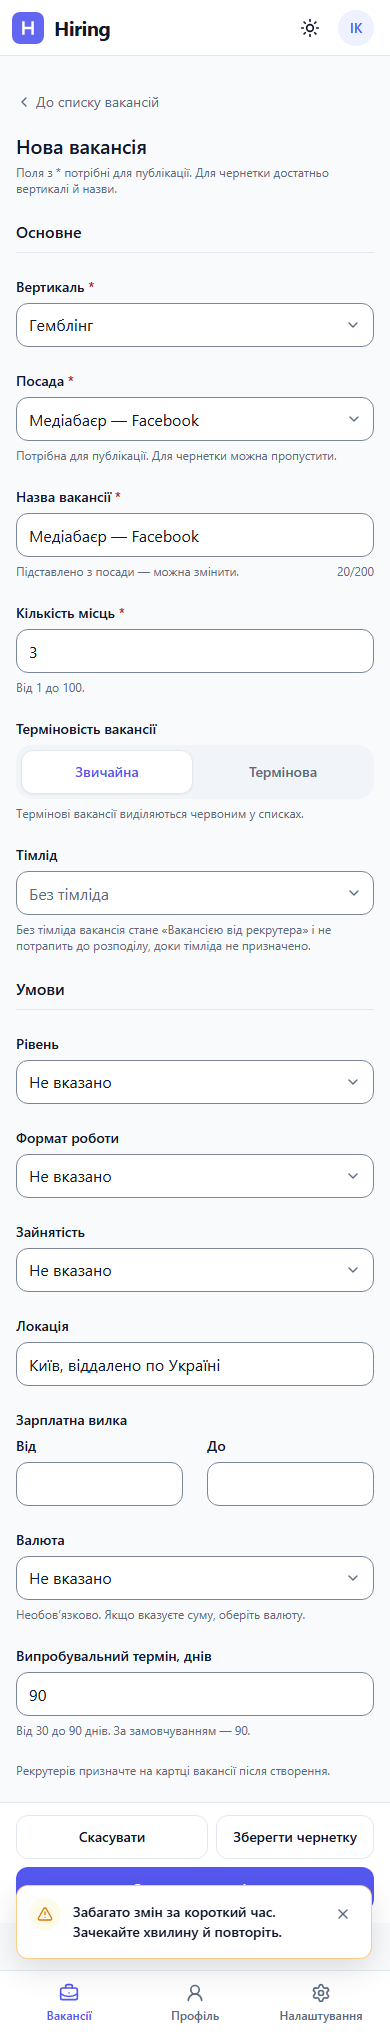 H Hiring
ІК
До списку вакансій
Нова вакансія
Поля з * потрібні для публікації. Для чернетки достатньо
вертикалі й назви.
Основне
Вертикаль *
Гемблінг
Посада *
Медіабаєр — Facebook
Потрібна для публікації. Для чернетки можна пропустити.
Назва вакансії *
Медіабаєр — Facebook
Підставлено з посади — можна змінити.
20/200
Кількість місць *
3
Від 1 до 100.
Терміновість вакансії
Звичайна
Термінова
Термінові вакансії виділяються червоним у списках.
Тімлід
Без тімліда
Без тімліда вакансія стане «Вакансією від рекрутера» і не
потрапить до розподілу, доки тімліда не призначено.
Умови
Рівень
Не вказано
Формат роботи
Не вказано
Зайнятість
Не вказано
Локація
Київ, віддалено по Україні
Зарплатна вилка
Від
До
Валюта
Не вказано
Необов'язково. Якщо вказуєте суму, оберіть валюту.
Випробувальний термін, днів
90
Від 30 до 90 днів. За замовчуванням — 90.
Рекрутерів призначте на картці вакансії після створення.
Скасувати
Зберегти чернетку
Забагато змін за короткий час.
Зачекайте хвилину й повторіть.
Вакансії
Профіль
Налаштування